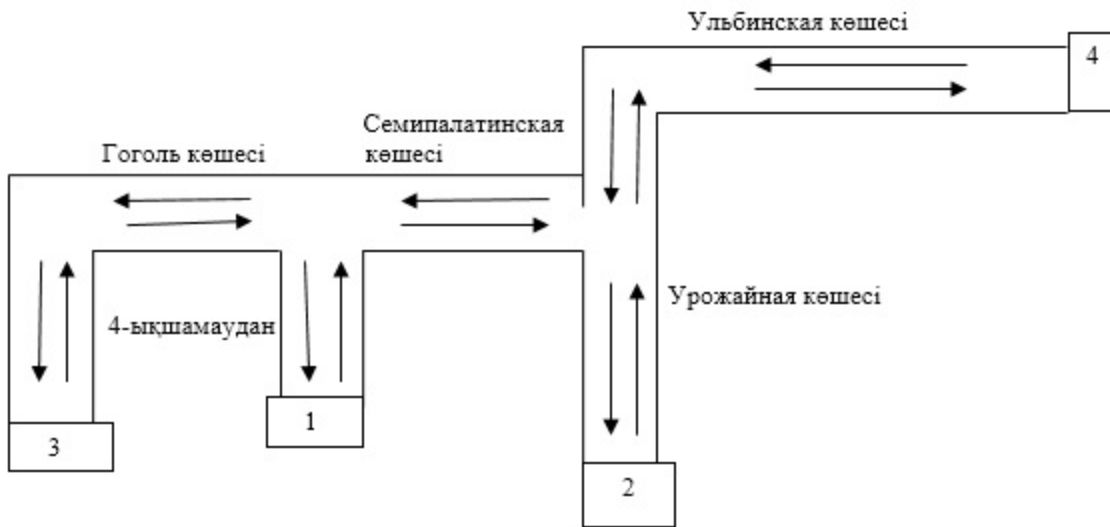 Ульбинская көшесі
4
Семипалатинская
көшесі
Гоголь көшесі
Урожайная көшесі
4-ықшамаудан
1
3
2